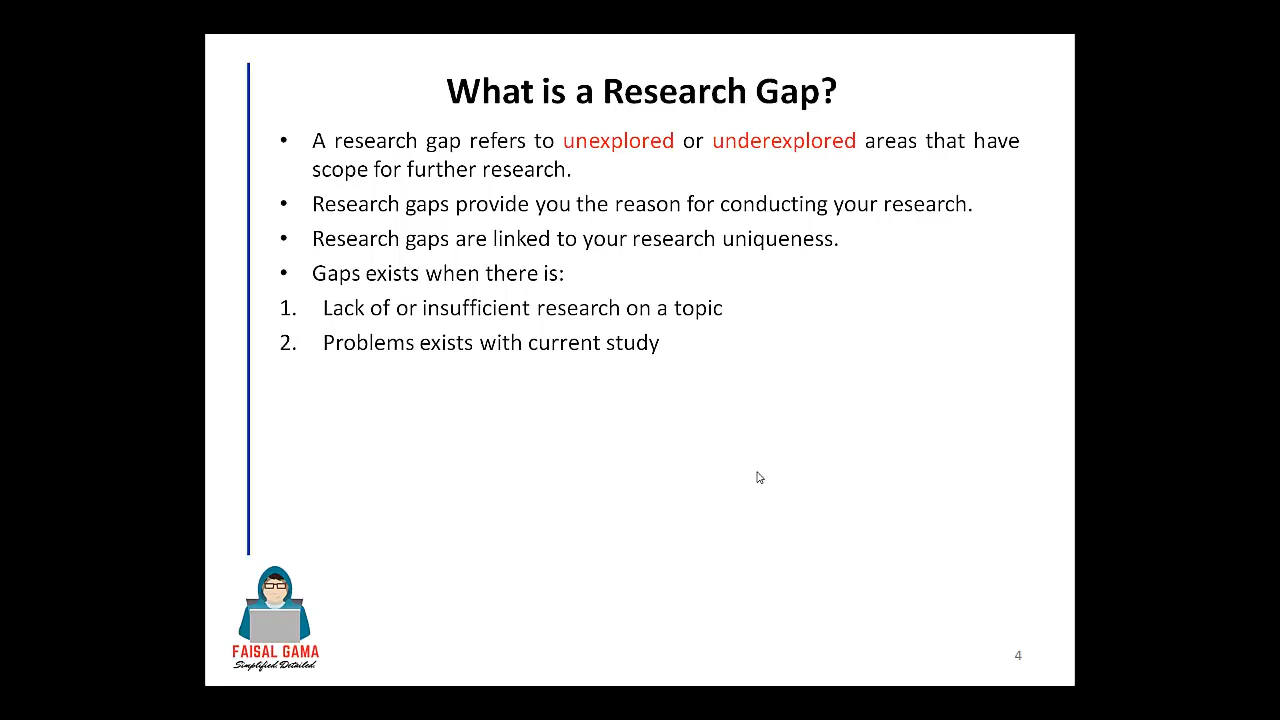 What is a Research Gap?
• A research gap refers to unexplored or underexplored areas that have
scope for further research.
• Research gaps provide you the reason for conducting your research.
• Research gaps are linked to your research uniqueness.
• Gaps exists when there is:
1. Lack of or insufficient research on a topic
2. Problems exists with current study
FAISAL GAMA
Simplified. Detailed.
4